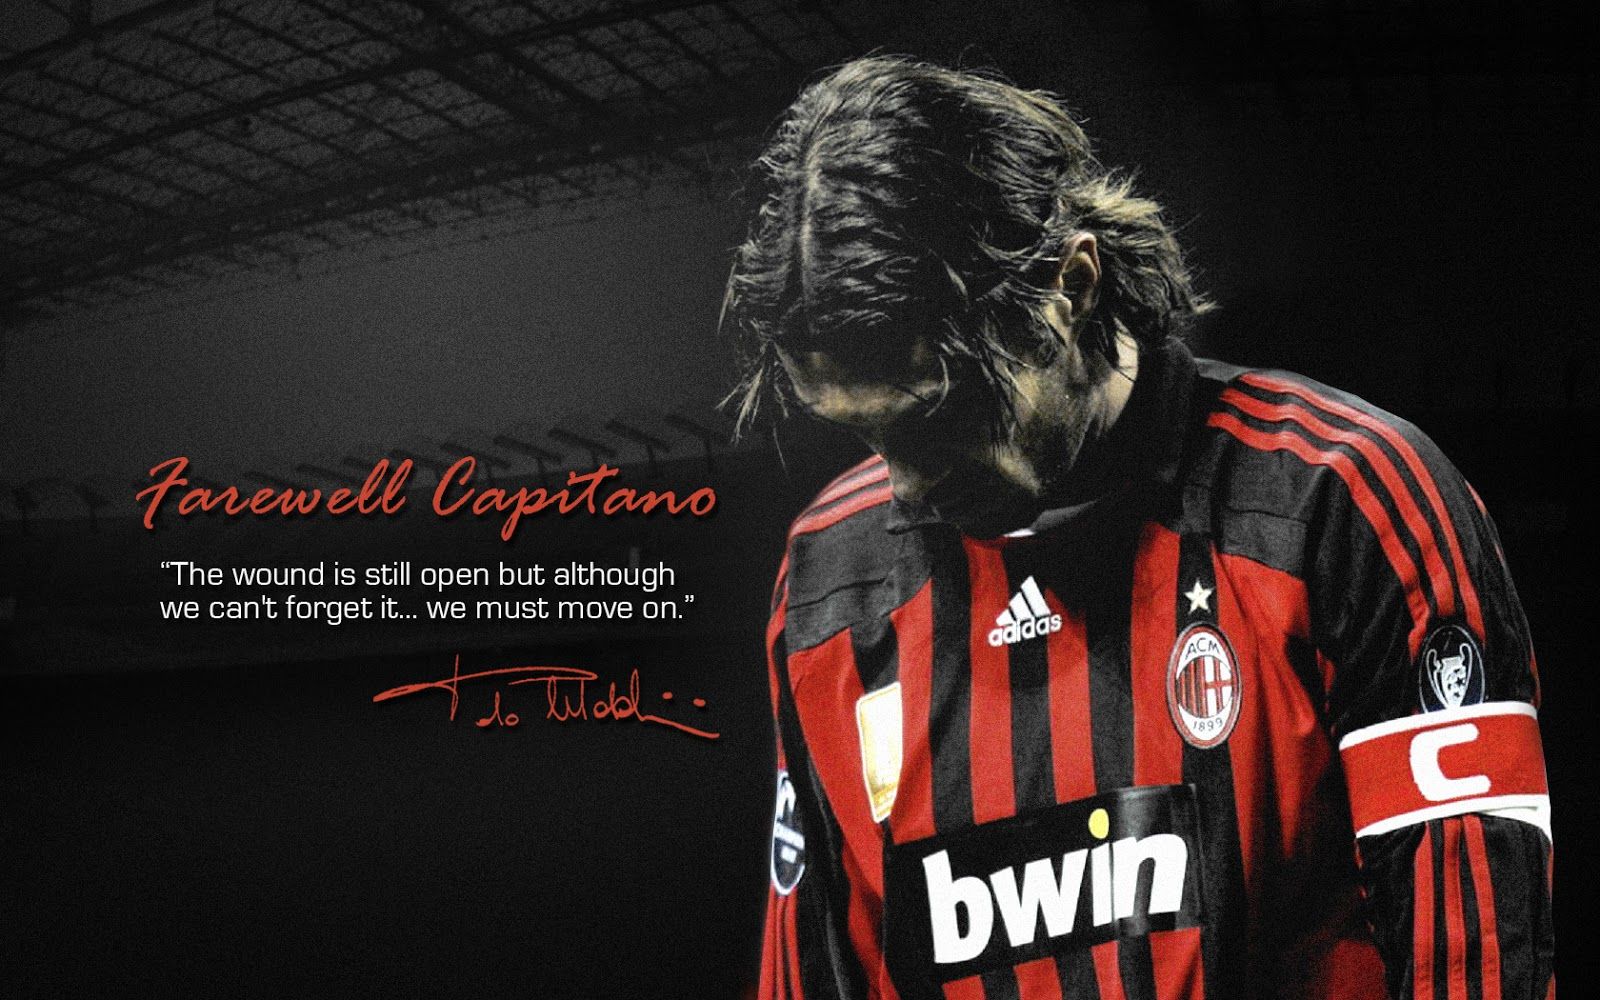 Farewell Capitano
“The wound is still open but although
we can't forget it... we must move on.”
adidas
ACM
1899
C
bwin